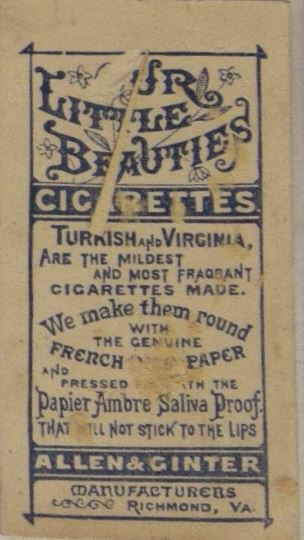 OUR
LITTLE
BEAUTIES
CIGARETTES
TURKISH AND VIRGINIA,
ARE THE MILDEST
AND MOST FRAGRANT
CIGARETTES MADE.
We make them round
WITH
THE GENUINE
FRENCH PAPER
AND
PRESSED WITH THE
Papier Ambre Saliva Proof.
THAT WILL NOT STICK TO THE LIPS
ALLEN & GINTER
MANUFACTURERS
RICHMOND, VA.